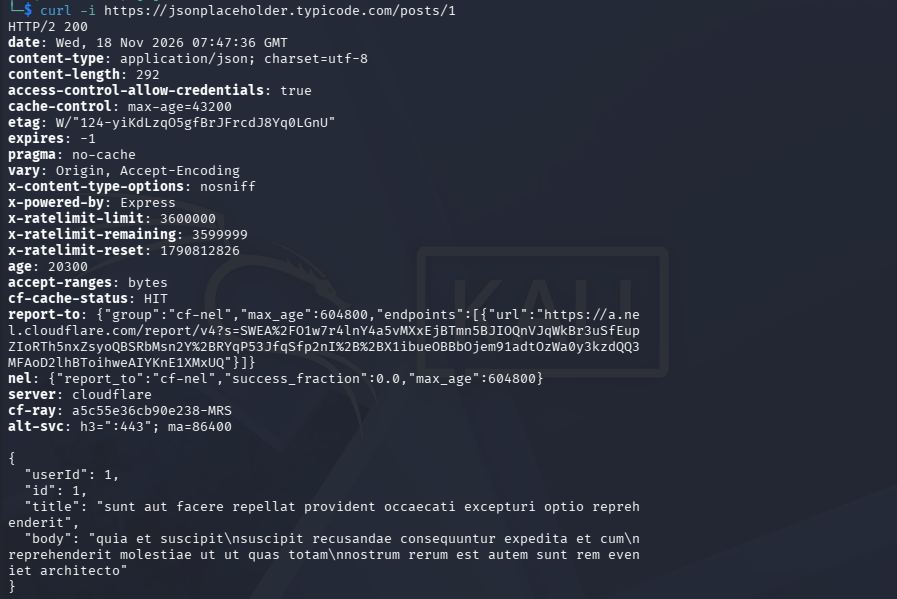 └─$ curl -i https://jsonplaceholder.typicode.com/posts/1
HTTP/2 200
date: Wed, 18 Nov 2026 07:47:36 GMT
content-type: application/json; charset=utf-8
content-length: 292
access-control-allow-credentials: true
cache-control: max-age=43200
etag: W/"124-yiKdLzqO5gfBrJFrcdJ8Yq0LGnU"
expires: -1
pragma: no-cache
vary: Origin, Accept-Encoding
x-content-type-options: nosniff
x-powered-by: Express
x-ratelimit-limit: 3600000
x-ratelimit-remaining: 3599999
x-ratelimit-reset: 1790812826
age: 20300
accept-ranges: bytes
cf-cache-status: HIT
report-to: {"group":"cf-nel","max_age":604800,"endpoints":[{"url":"https://a.ne
l.cloudflare.com/report/v4?s=SWEA%2FO1w7r4lnY4a5vMXxEjBTmn5BJIOQnVJqWkBr3uSfEup
ZIoRTh5nxZsyoQBSRbMsn2Y%2BRYqP53JfqSfp2nI%2B%2BX1ibueOBBbOjem91adtOzWa0y3kzdQQ3
MFAoD2lhBToihweAIYKnE1XMxUQ"}]}
nel: {"report_to":"cf-nel","success_fraction":0.0,"max_age":604800}
server: cloudflare
cf-ray: a5c55e36cb90e238-MRS
alt-svc: h3=":443"; ma=86400
{
  "userId": 1,
  "id": 1,
  "title": "sunt aut facere repellat provident occaecati excepturi optio repreh
enderit",
  "body": "quia et suscipit\nsuscipit recusandae consequuntur expedita et cum\n
reprehenderit molestiae ut ut quas totam\nnostrum rerum est autem sunt rem even
iet architecto"
}
KALI